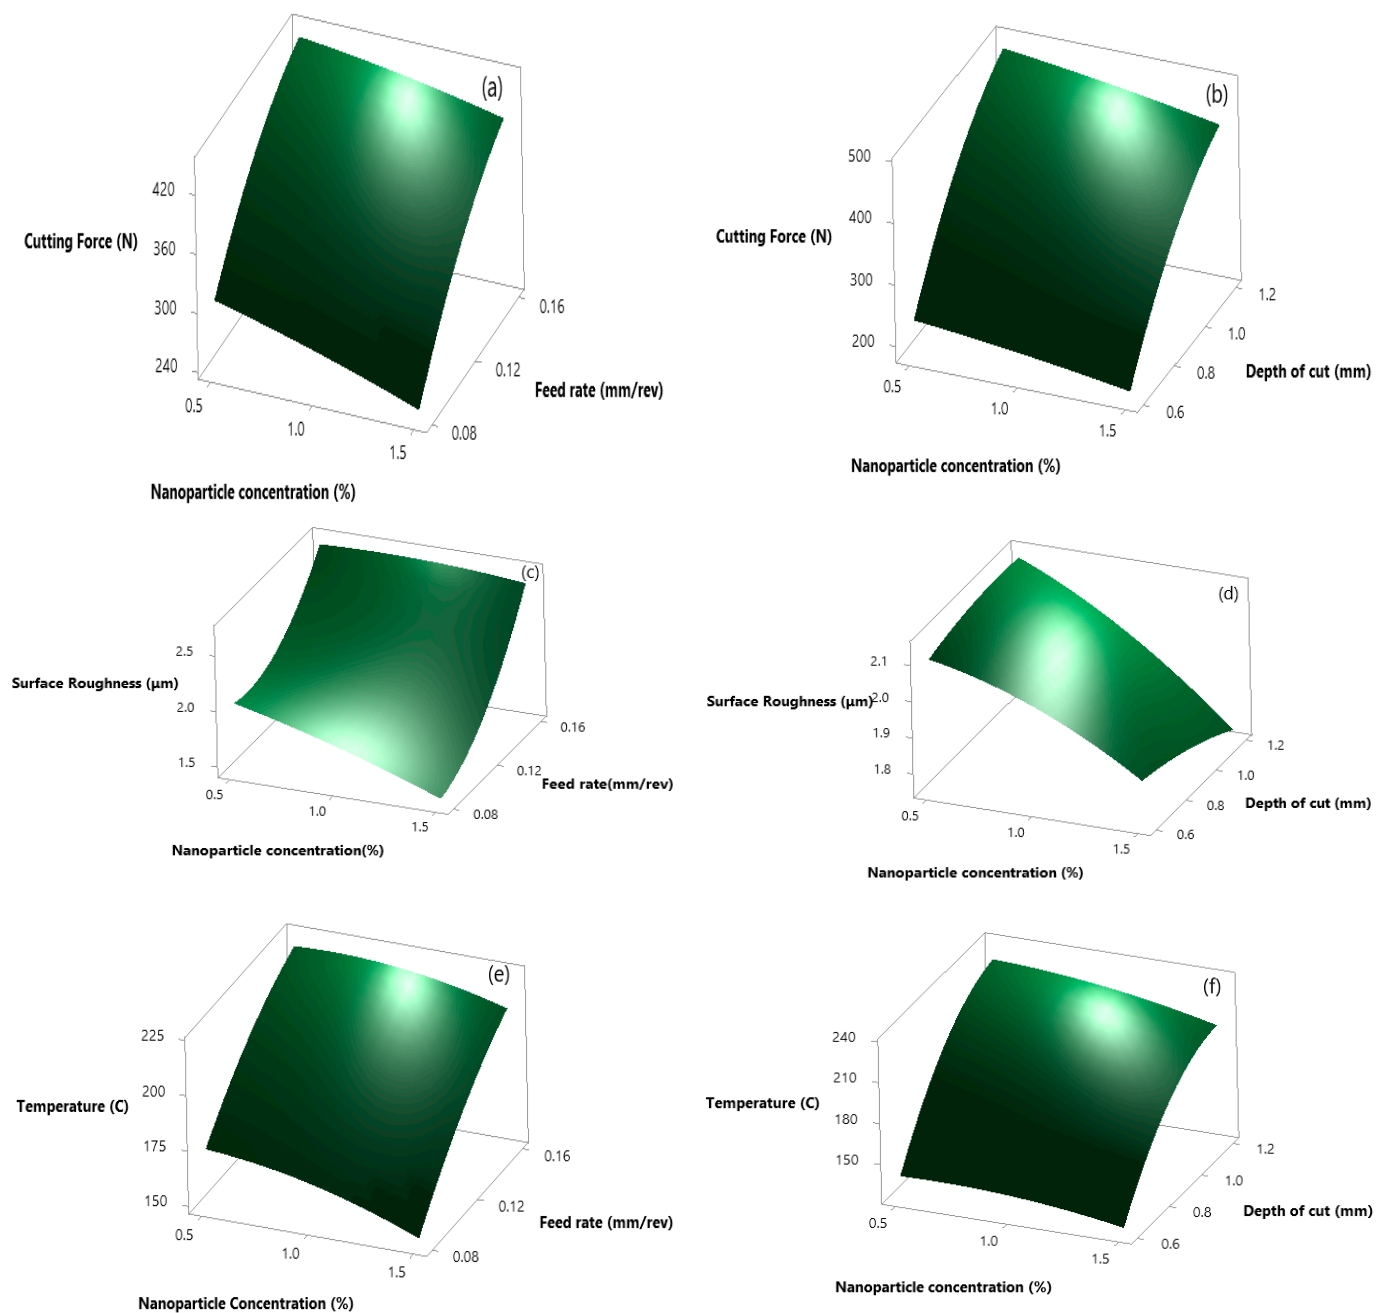 (a)
420
Cutting Force (N)
360
300
240
0.5
1.0
1.5
0.08
0.12
0.16
Feed rate (mm/rev)
Nanoparticle concentration (%)
(b)
500
Cutting Force (N)
400
300
200
0.5
1.0
1.5
0.6
0.8
1.0
1.2
Depth of cut (mm)
Nanoparticle concentration (%)
(c)
2.5
Surface Roughness (µm)
2.0
1.5
0.5
1.0
1.5
0.08
0.12
0.16
Feed rate(mm/rev)
Nanoparticle concentration(%)
(d)
2.1
Surface Roughness (µm)
2.0
1.9
1.8
0.5
1.0
1.5
0.6
0.8
1.0
1.2
Depth of cut (mm)
Nanoparticle concentration (%)
(e)
225
200
Temperature (C)
175
150
0.5
1.0
1.5
0.08
0.12
0.16
Feed rate (mm/rev)
Nanoparticle Concentration (%)
(f)
240
210
Temperature (C)
180
150
0.5
1.0
1.5
0.6
0.8
1.0
1.2
Depth of cut (mm)
Nanoparticle concentration (%)